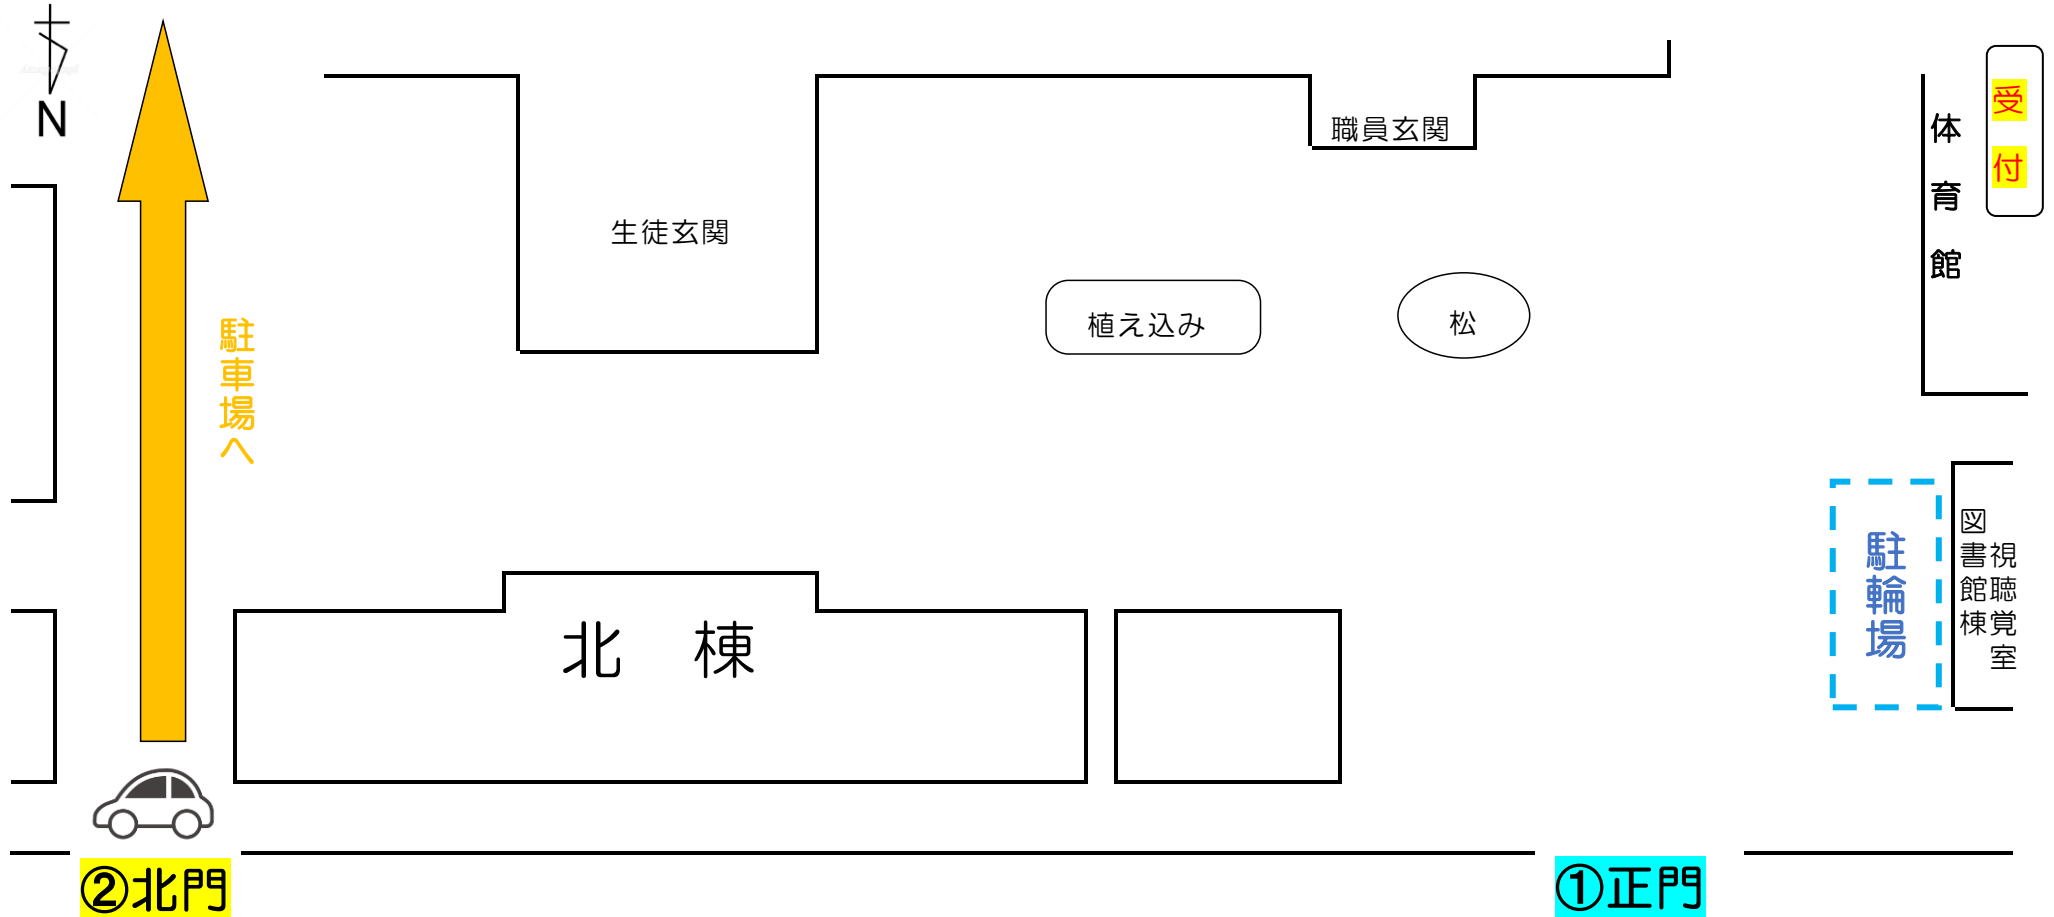 N
受付
体育館
職員玄関
生徒玄関
植え込み
松
駐車場へ
駐輪場
図書館棟
視聴覚室
北　棟
②北門
①正門